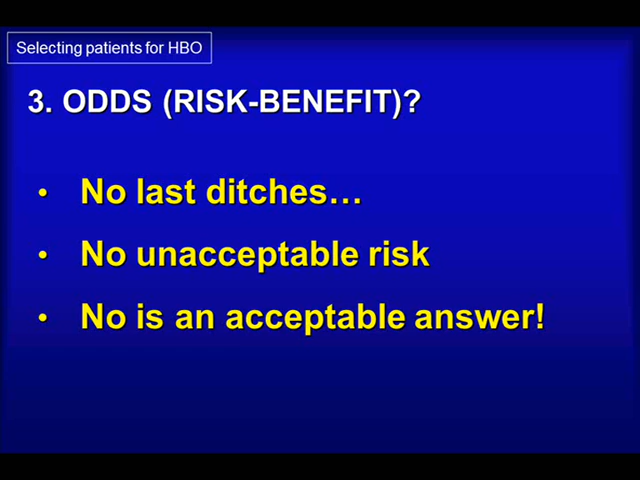 Selecting patients for HBO
3. ODDS (RISK-BENEFIT)?
• No last ditches…
• No unacceptable risk
• No is an acceptable answer!